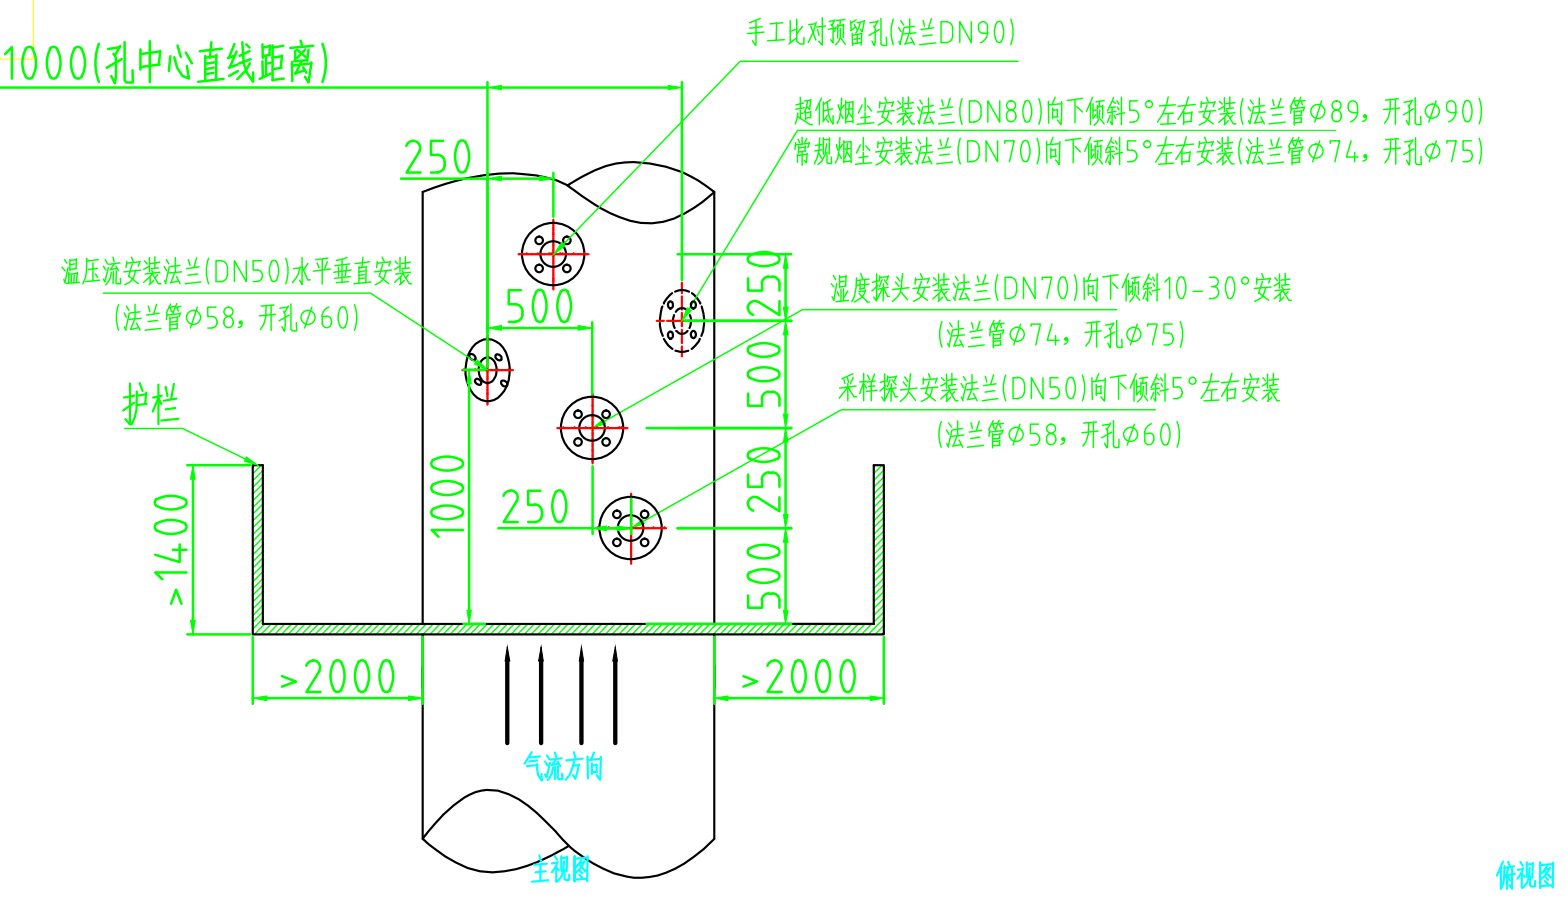 手工比对预留孔(法兰DN90)
1000(孔中心直线距离)
超低烟尘安装法兰(DN80)向下倾斜5°左右安装(法兰管Φ89，开孔Φ90)
常规烟尘安装法兰(DN70)向下倾斜5°左右安装(法兰管Φ74，开孔Φ75)
250
温压流安装法兰(DN50)水平垂直安装
(法兰管Φ58，开孔Φ60)
250
500
湿度探头安装法兰(DN70)向下倾斜10-30°安装
(法兰管Φ74，开孔Φ75)
500
采样探头安装法兰(DN50)向下倾斜5°左右安装
(法兰管Φ58，开孔Φ60)
护栏
1000
250
250
>1400
500
>2000
>2000
气流方向
主视图
俯视图